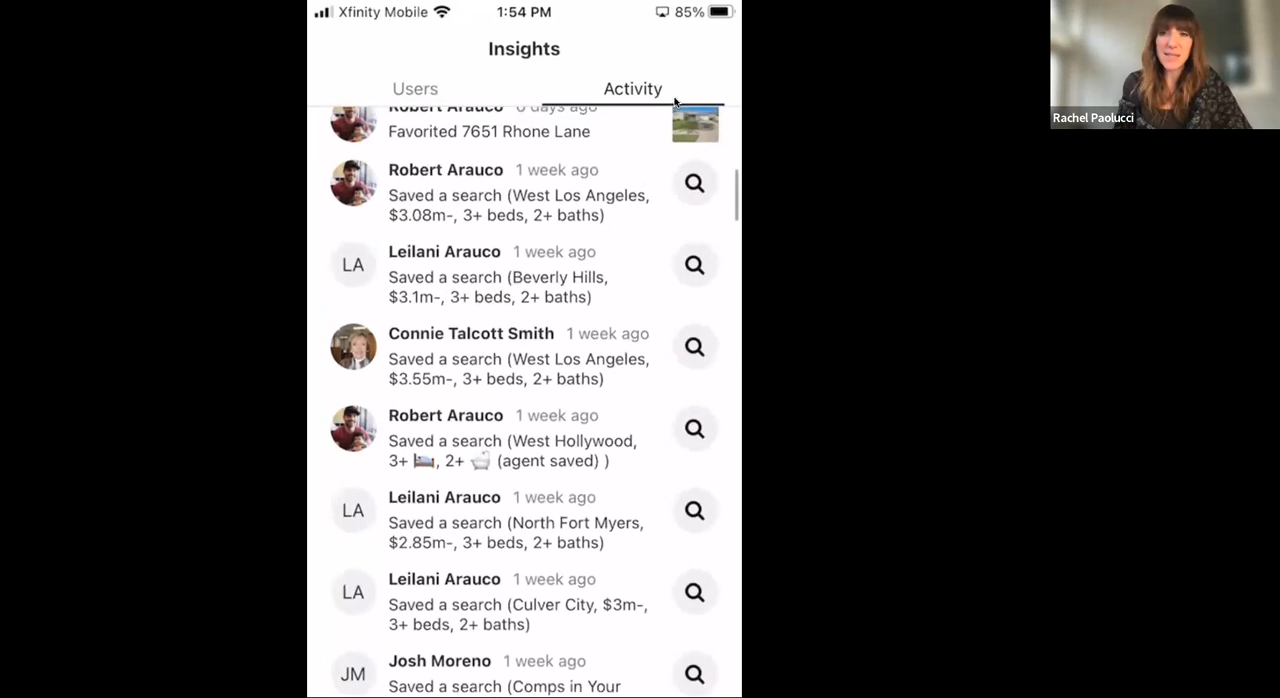 Xfinity Mobile 1:54 PM 85%
Insights
Users Activity
Robert Arauco 6 days ago
Favorited 7651 Rhone Lane
Robert Arauco 1 week ago
Saved a search (West Los Angeles,
$3.08m-, 3+ beds, 2+ baths)
LA
Leilani Arauco 1 week ago
Saved a search (Beverly Hills,
$3.1m-, 3+ beds, 2+ baths)
Connie Talcott Smith 1 week ago
Saved a search (West Los Angeles,
$3.55m-, 3+ beds, 2+ baths)
Robert Arauco 1 week ago
Saved a search (West Hollywood,
3+ 🛏️, 2+ 🛁 (agent saved) )
LA
Leilani Arauco 1 week ago
Saved a search (North Fort Myers,
$2.85m-, 3+ beds, 2+ baths)
LA
Leilani Arauco 1 week ago
Saved a search (Culver City, $3m-,
3+ beds, 2+ baths)
JM
Josh Moreno 1 week ago
Saved a search (Comps in Your
Rachel Paolucci